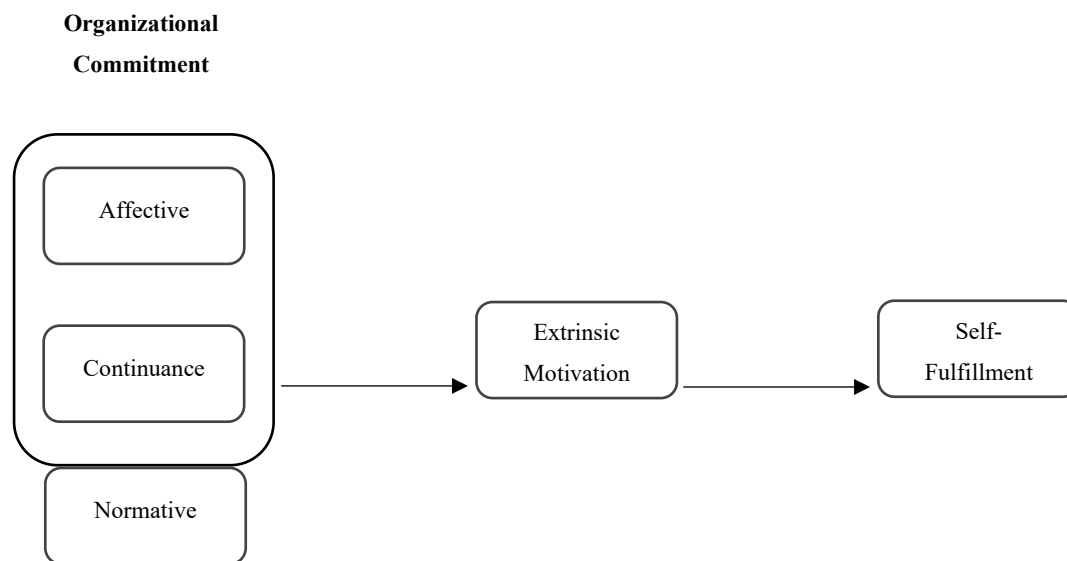 Organizational
Commitment
Affective
Continuance
Normative
Extrinsic
Motivation
Self-
Fulfillment